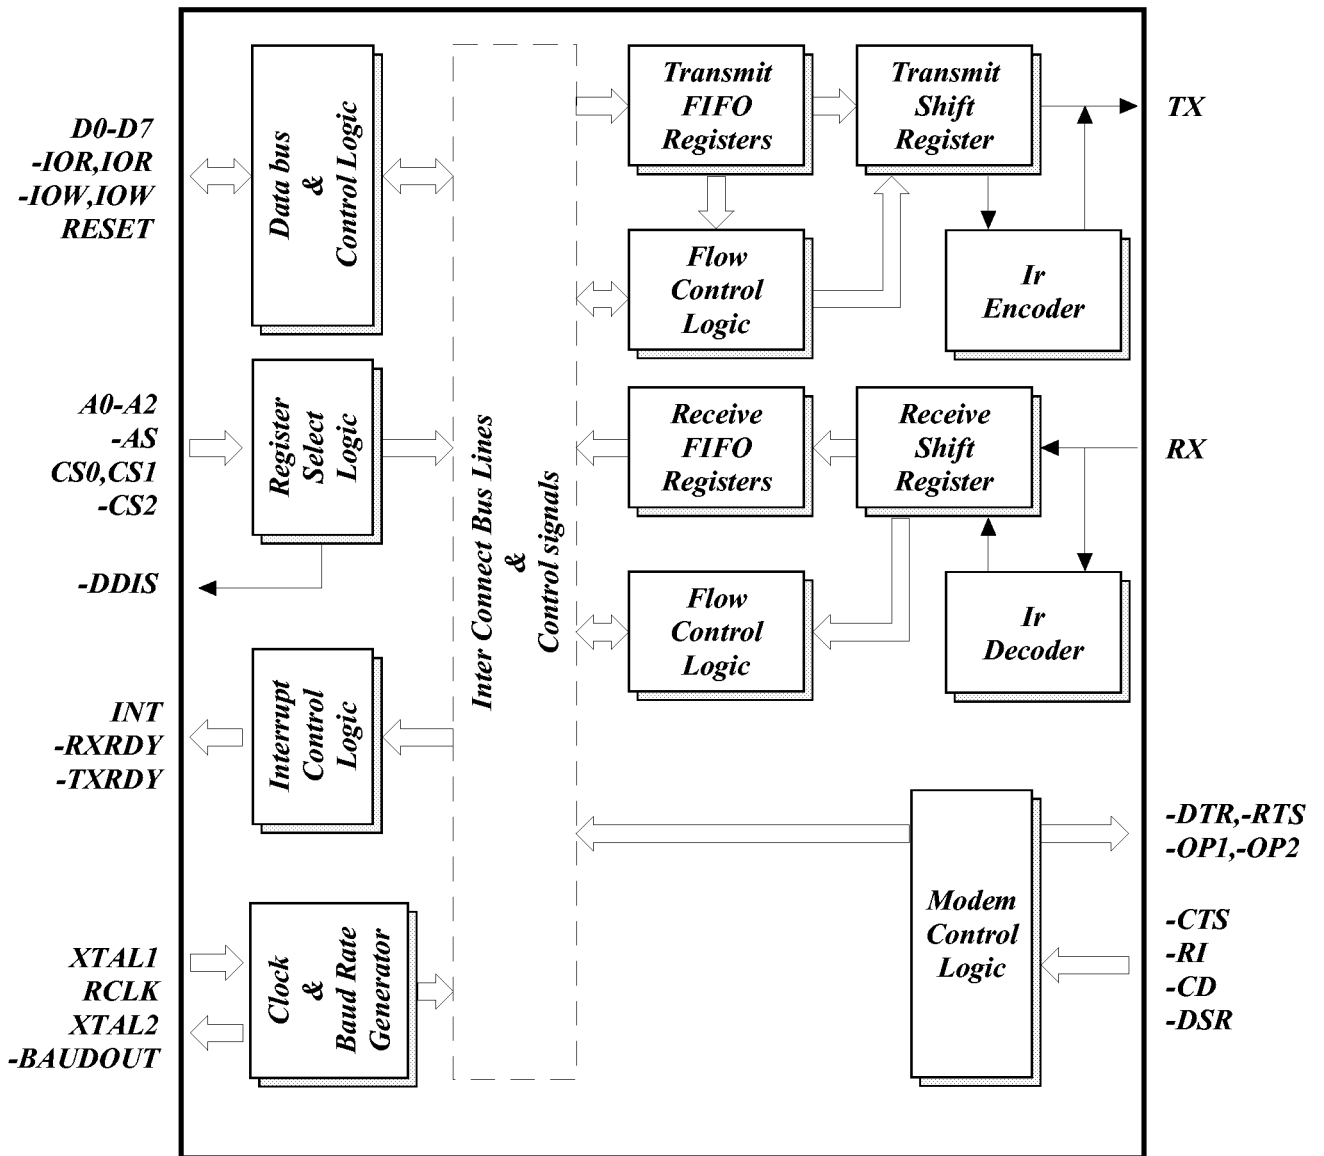 D0-D7
-IOR,IOR
-IOW,IOW
RESET
Data bus
&
Control Logic
A0-A2
-AS
CS0,CS1
-CS2
Register
Select
Logic
-DDIS
INT
-RXRDY
-TXRDY
Interrupt
Control
Logic
XTAL1
RCLK
XTAL2
-BAUDOUT
Clock
&
Baud Rate
Generator
Inter Connect Bus Lines
&
Control signals
Transmit
FIFO
Registers
Transmit
Shift
Register
TX
Flow
Control
Logic
Ir
Encoder
Receive
FIFO
Registers
Receive
Shift
Register
RX
Flow
Control
Logic
Ir
Decoder
Modem
Control
Logic
-DTR,-RTS
-OP1,-OP2
-CTS
-RI
-CD
-DSR